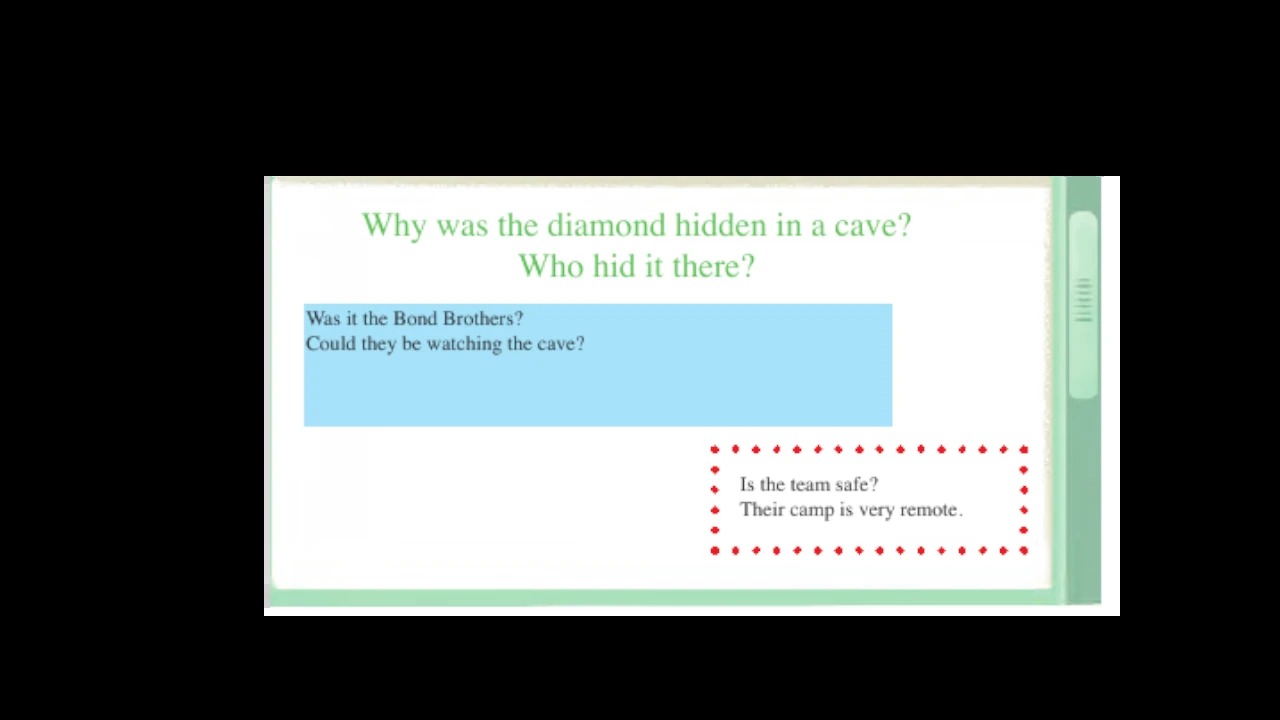 Why was the diamond hidden in a cave?
Who hid it there?
Was it the Bond Brothers?
Could they be watching the cave?
Is the team safe?
Their camp is very remote.